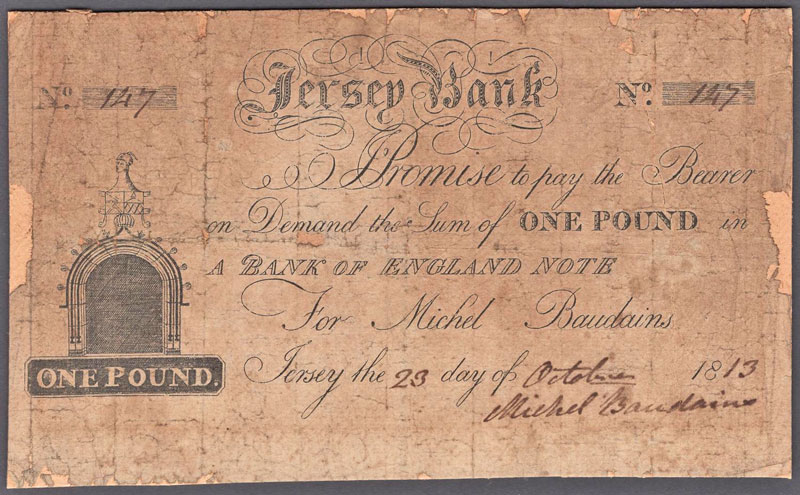 Jersey Bank
No. 147 No. 147
I Promise to pay the Bearer
on Demand the Sum of ONE POUND in
A BANK OF ENGLAND NOTE
For Michel Baudains
Jersey the 23 day of October 1813
Michel Baudains
ONE POUND.